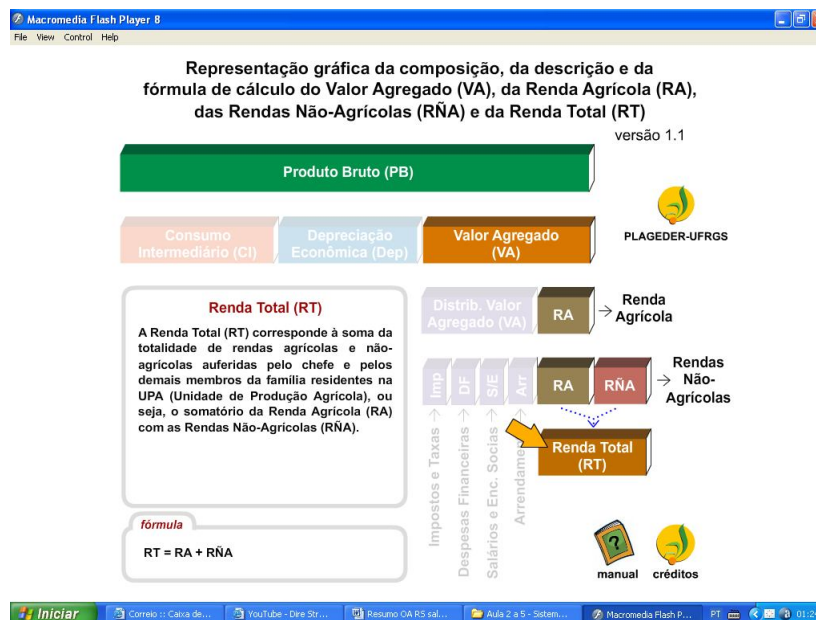 Macromedia Flash Player 8
File View Control Help
Representação gráfica da composição, da descrição e da
fórmula de cálculo do Valor Agregado (VA), da Renda Agrícola (RA),
das Rendas Não-Agrícolas (RÑA) e da Renda Total (RT)
versão 1.1
Produto Bruto (PB)
Consumo
Intermediário (CI)
Depreciação
Econômica (Dep)
Valor Agregado
(VA)
PLAGEDER-UFRGS
Renda Total (RT)
A Renda Total (RT) corresponde à soma da
totalidade de rendas agrícolas e não-
agrícolas auferidas pelo chefe e pelos
demais membros da família residentes na
UPA (Unidade de Produção Agrícola), ou
seja, o somatório da Renda Agrícola (RA)
com as Rendas Não-Agrícolas (RÑA).
Distrib. Valor
Agregado (VA)
RA
Renda
Agrícola
Imp
DF
S/E
Arr
RA
RÑA
Rendas
Não-
Agrícolas
Impostos e Taxas
Despesas Financeiras
Salários e Enc. Socias
Renda Total
(RT)
fórmula
RT = RA + RÑA
?
manual
créditos
Iniciar
Correio :: Caixa de...
YouTube - Dire Str...
Resumo OA R5 sal...
Aula 2 a 5 - Sistem...
Macromedia Flash P...
PT